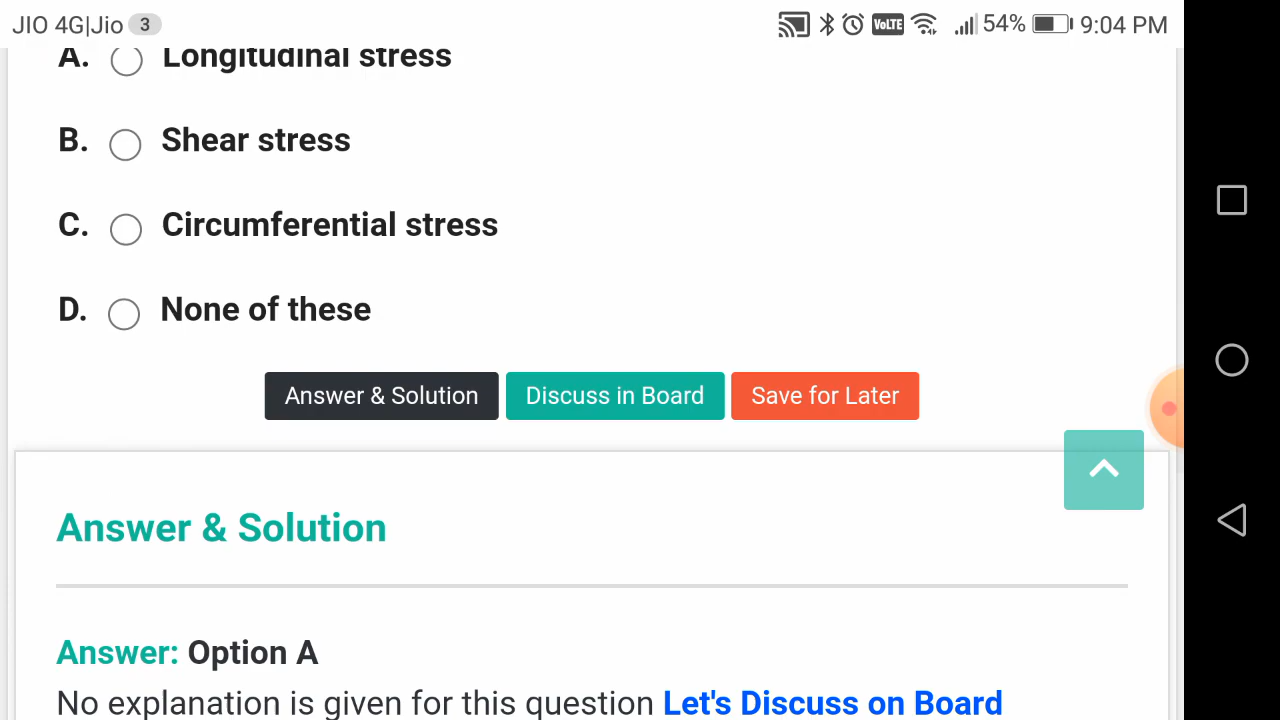 JIO 4G|Jio 3 VoLTE 54% 9:04 PM
A. Longitudinal stress
B. Shear stress
C. Circumferential stress
D. None of these
Answer & Solution Discuss in Board Save for Later
Answer & Solution
Answer: Option A
No explanation is given for this question Let's Discuss on Board